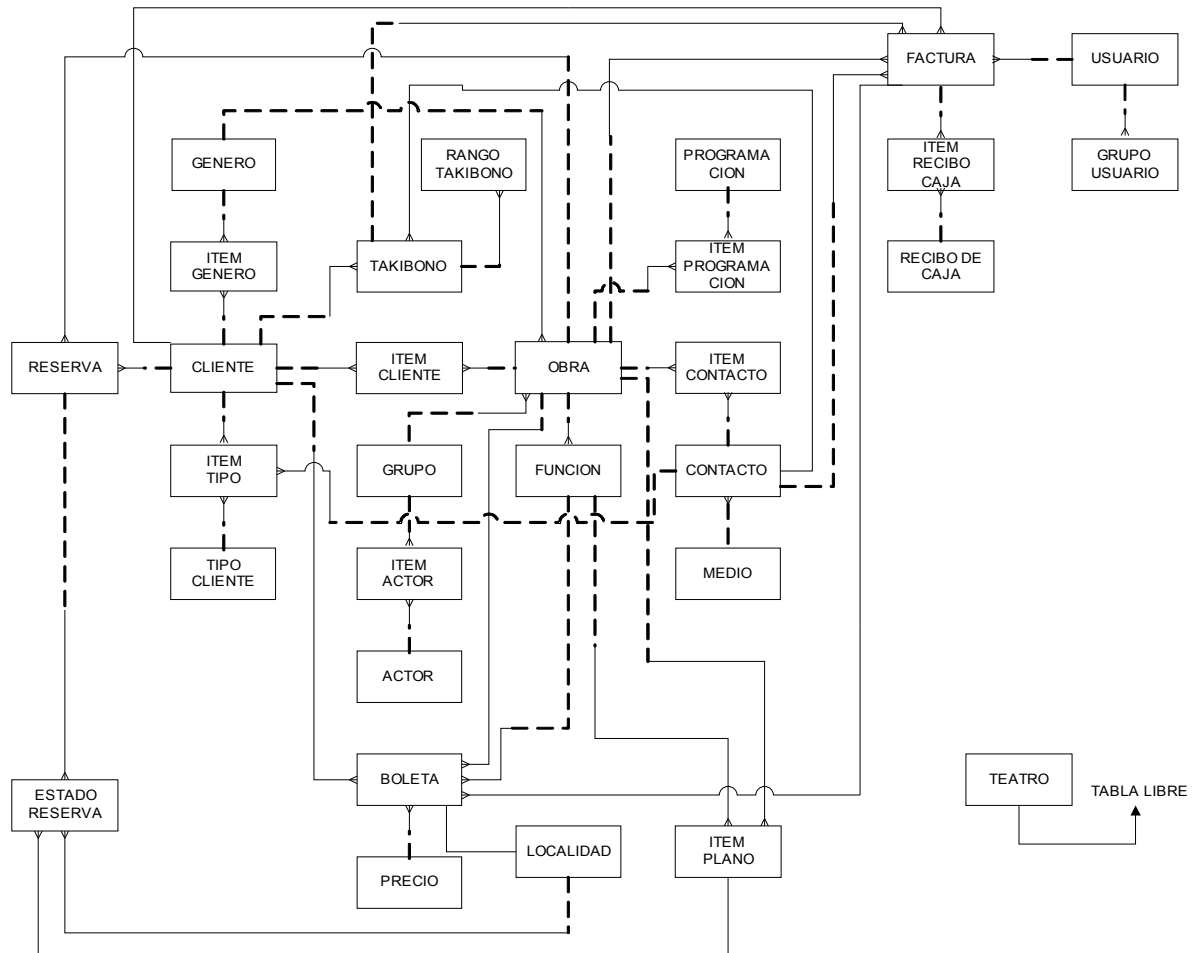 FACTURA
USUARIO
GENERO
RANGO
TAKIBONO
PROGRAMA
CION
ITEM
RECIBO
CAJA
GRUPO
USUARIO
ITEM
GENERO
TAKIBONO
ITEM
PROGRAMA
CION
RECIBO DE
CAJA
RESERVA
CLIENTE
ITEM
CLIENTE
OBRA
ITEM
CONTACTO
ITEM
TIPO
GRUPO
FUNCION
CONTACTO
TIPO
CLIENTE
ITEM
ACTOR
MEDIO
ACTOR
ESTADO
RESERVA
BOLETA
TEATRO
TABLA LIBRE
PRECIO
LOCALIDAD
ITEM
PLANO